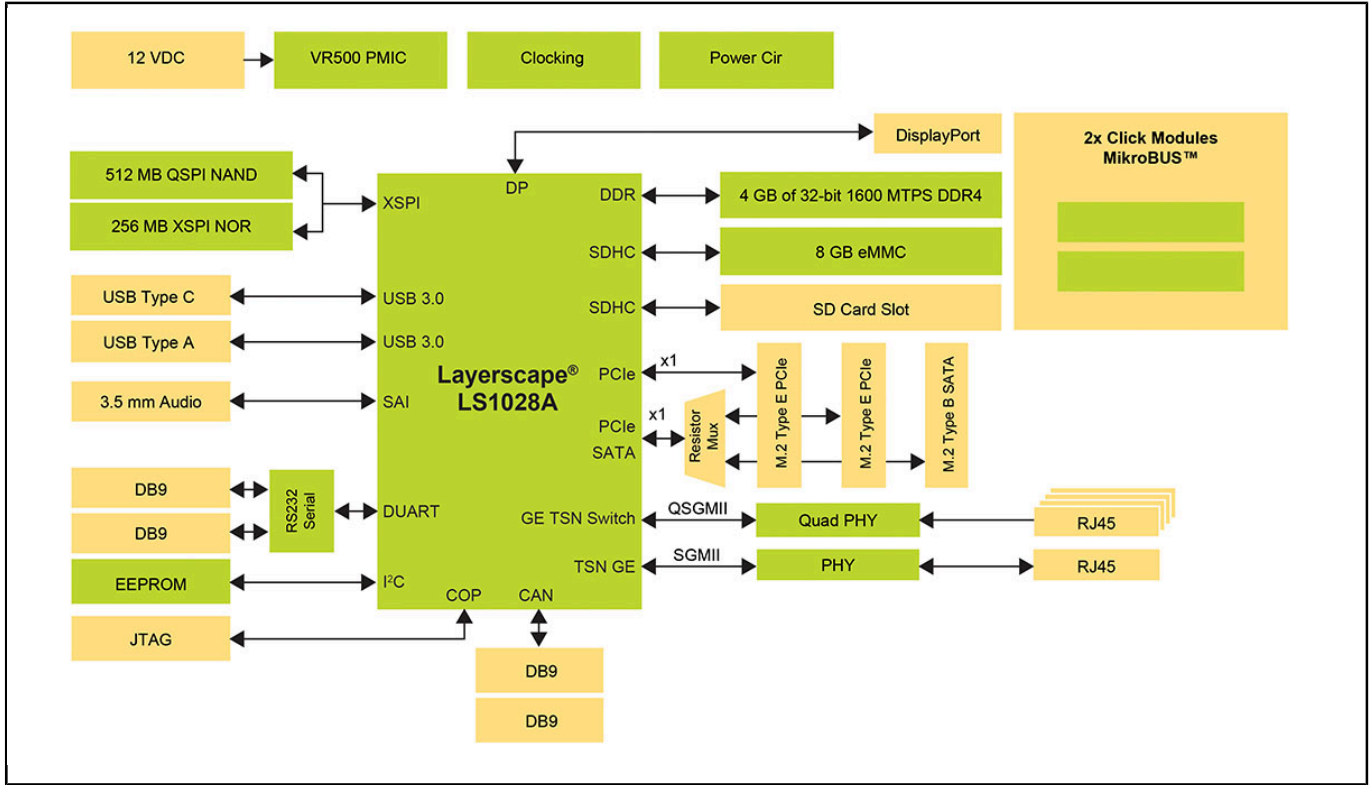 12 VDC
VR500 PMIC
Clocking
Power Cir
DisplayPort
2x Click Modules
MikroBUS™
512 MB QSPI NAND
256 MB XSPI NOR
XSPI
DP
DDR
4 GB of 32-bit 1600 MTPS DDR4
SDHC
8 GB eMMC
USB Type C
USB 3.0
SDHC
SD Card Slot
USB Type A
USB 3.0
Layerscape®
LS1028A
PCIe
x1
M.2 Type E PCIe
M.2 Type E PCIe
M.2 Type B SATA
3.5 mm Audio
SAI
PCIe
SATA
x1
Resistor
Mux
DB9
DB9
RS232
Serial
DUART
GE TSN Switch
QSGMII
Quad PHY
RJ45
EEPROM
I²C
TSN GE
SGMII
PHY
RJ45
COP
CAN
JTAG
DB9
DB9